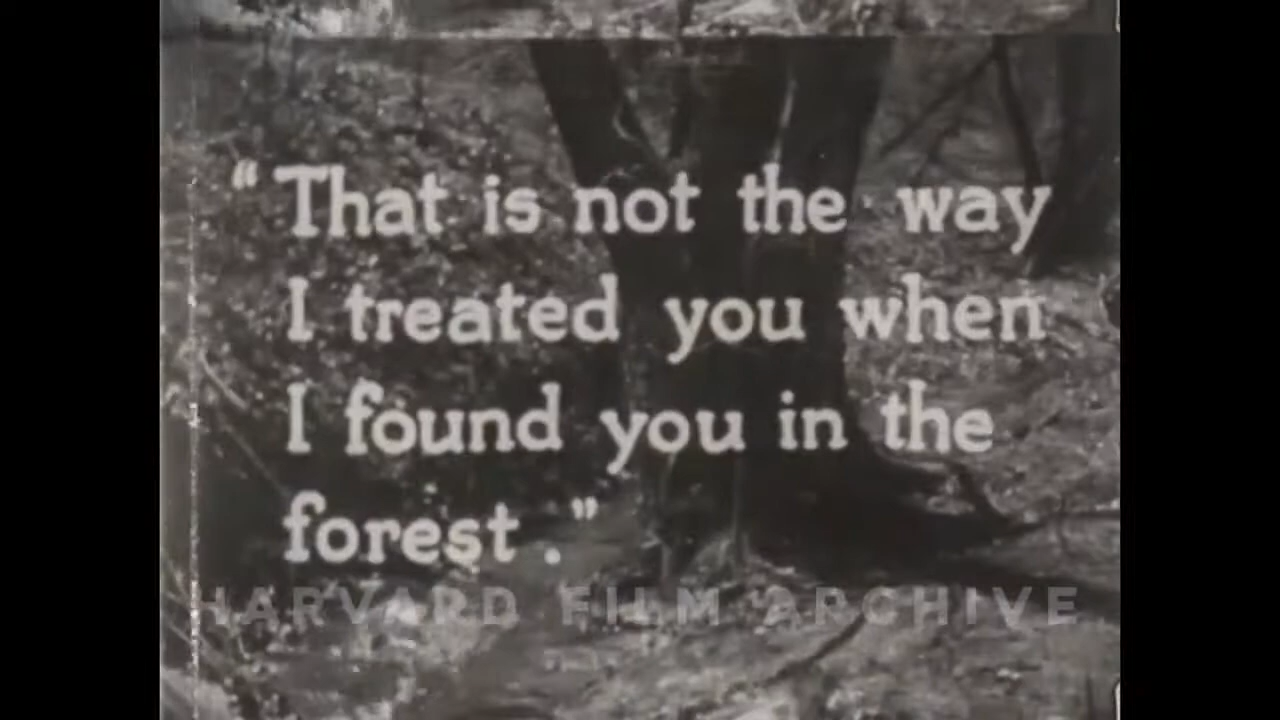 “That is not the way
I treated you when
I found you in the
forest.”
HARVARD FILM ARCHIVE